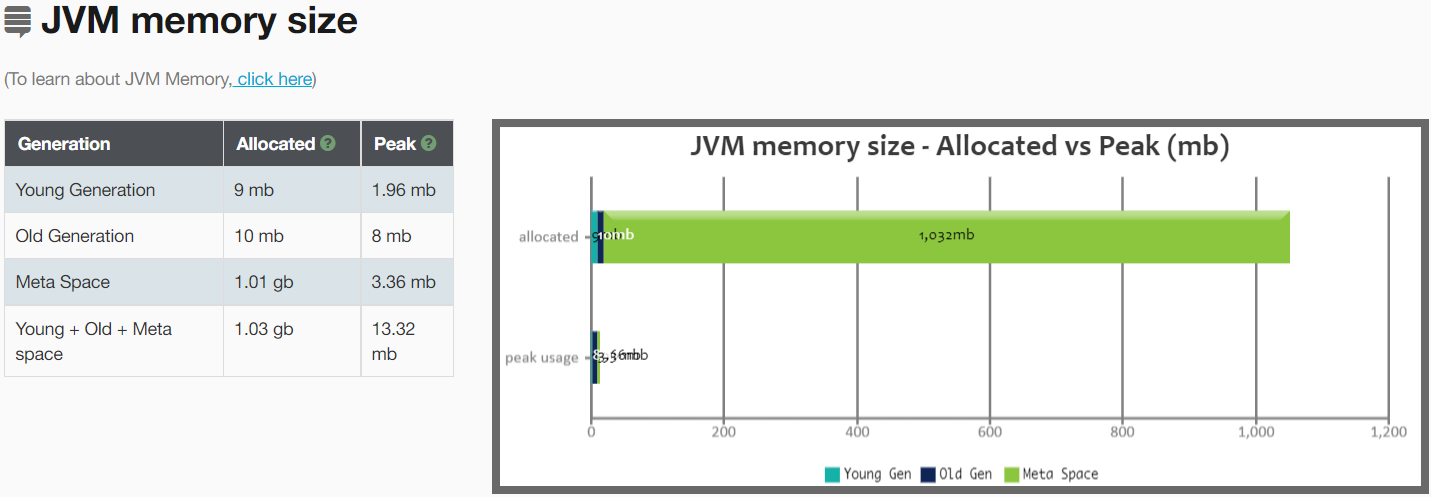 JVM memory size
(To learn about JVM Memory, click here)
Generation Allocated ? Peak ?
Young Generation 9 mb 1.96 mb
Old Generation 10 mb 8 mb
Meta Space 1.01 gb 3.36 mb
Young + Old + Meta space 1.03 gb 13.32 mb
JVM memory size - Allocated vs Peak (mb)
allocated 10mb 1,032mb
peak usage
0 200 400 600 800 1,000 1,200
Young Gen Old Gen Meta Space